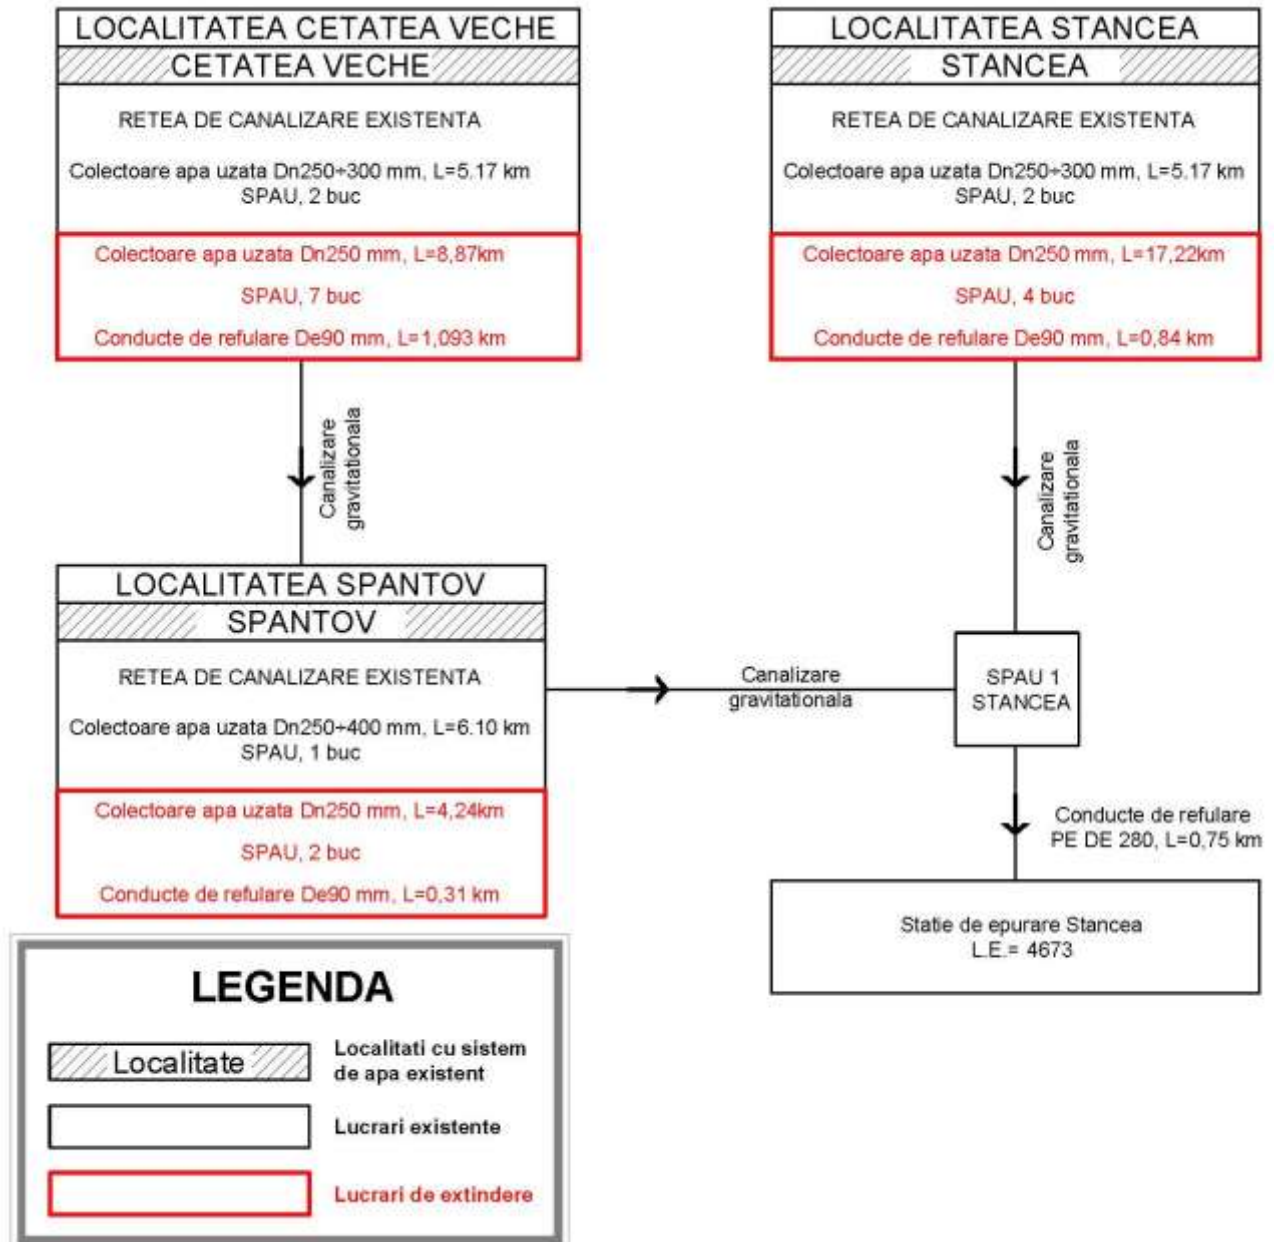 LOCALITATEA CETATEA VECHE
CETATEA VECHE
RETEA DE CANALIZARE EXISTENTA
Colectoare apa uzata Dn250÷300 mm, L=5.17 km
SPAU, 2 buc
Colectoare apa uzata Dn250 mm, L=8,87km
SPAU, 7 buc
Conducte de refulare De90 mm, L=1,093 km
LOCALITATEA STANCEA
STANCEA
RETEA DE CANALIZARE EXISTENTA
Colectoare apa uzata Dn250÷300 mm, L=5.17 km
SPAU, 2 buc
Colectoare apa uzata Dn250 mm, L=17,22km
SPAU, 4 buc
Conducte de refulare De90 mm, L=0,84 km
Canalizare
gravitationala
Canalizare
gravitationala
LOCALITATEA SPANTOV
SPANTOV
RETEA DE CANALIZARE EXISTENTA
Colectoare apa uzata Dn250÷400 mm, L=6.10 km
SPAU, 1 buc
Colectoare apa uzata Dn250 mm, L=4,24km
SPAU, 2 buc
Conducte de refulare De90 mm, L=0,31 km
Canalizare
gravitationala
SPAU 1
STANCEA
Conducte de refulare
PE DE 280, L=0,75 km
Statie de epurare Stancea
L.E.= 4673
LEGENDA
Localitate
Localitati cu sistem
de apa existent
Lucrari existente
Lucrari de extindere